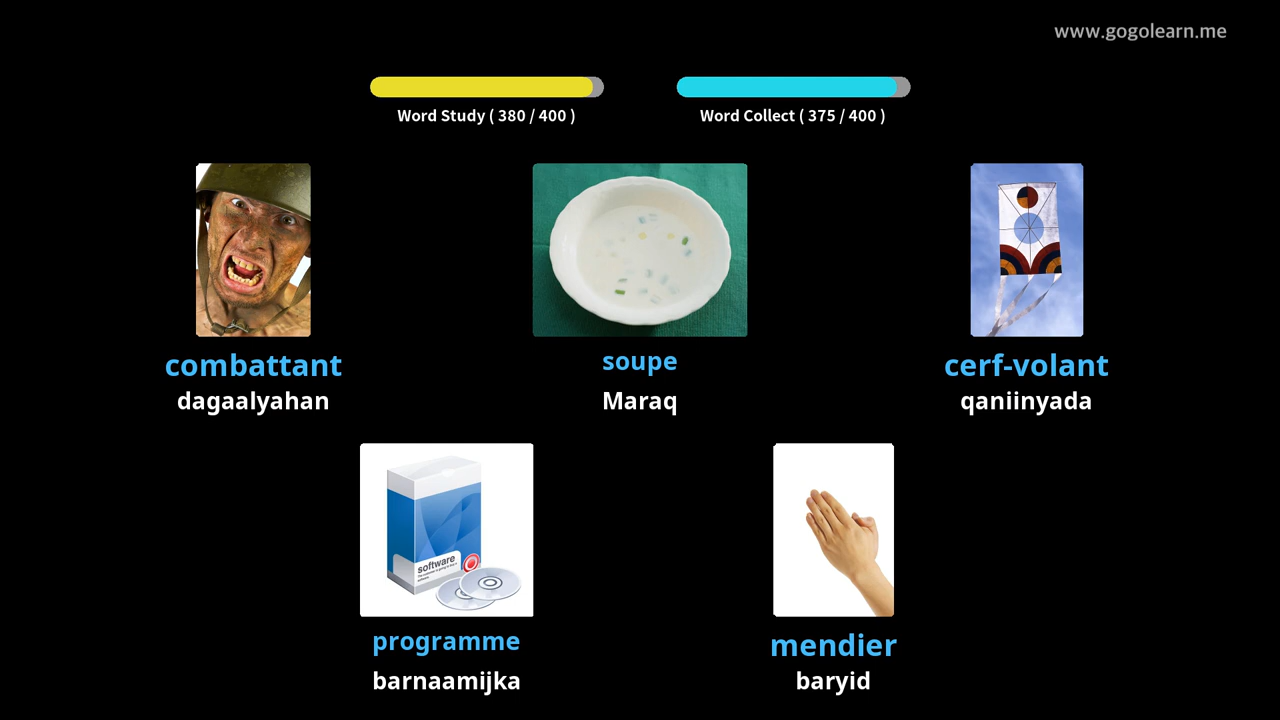 www.gogolearn.me
Word Study ( 380 / 400 )
Word Collect ( 375 / 400 )
combattant
dagaalyahan
soupe
Maraq
cerf-volant
qaniinyada
software
programme
barnaamijka
mendier
baryid